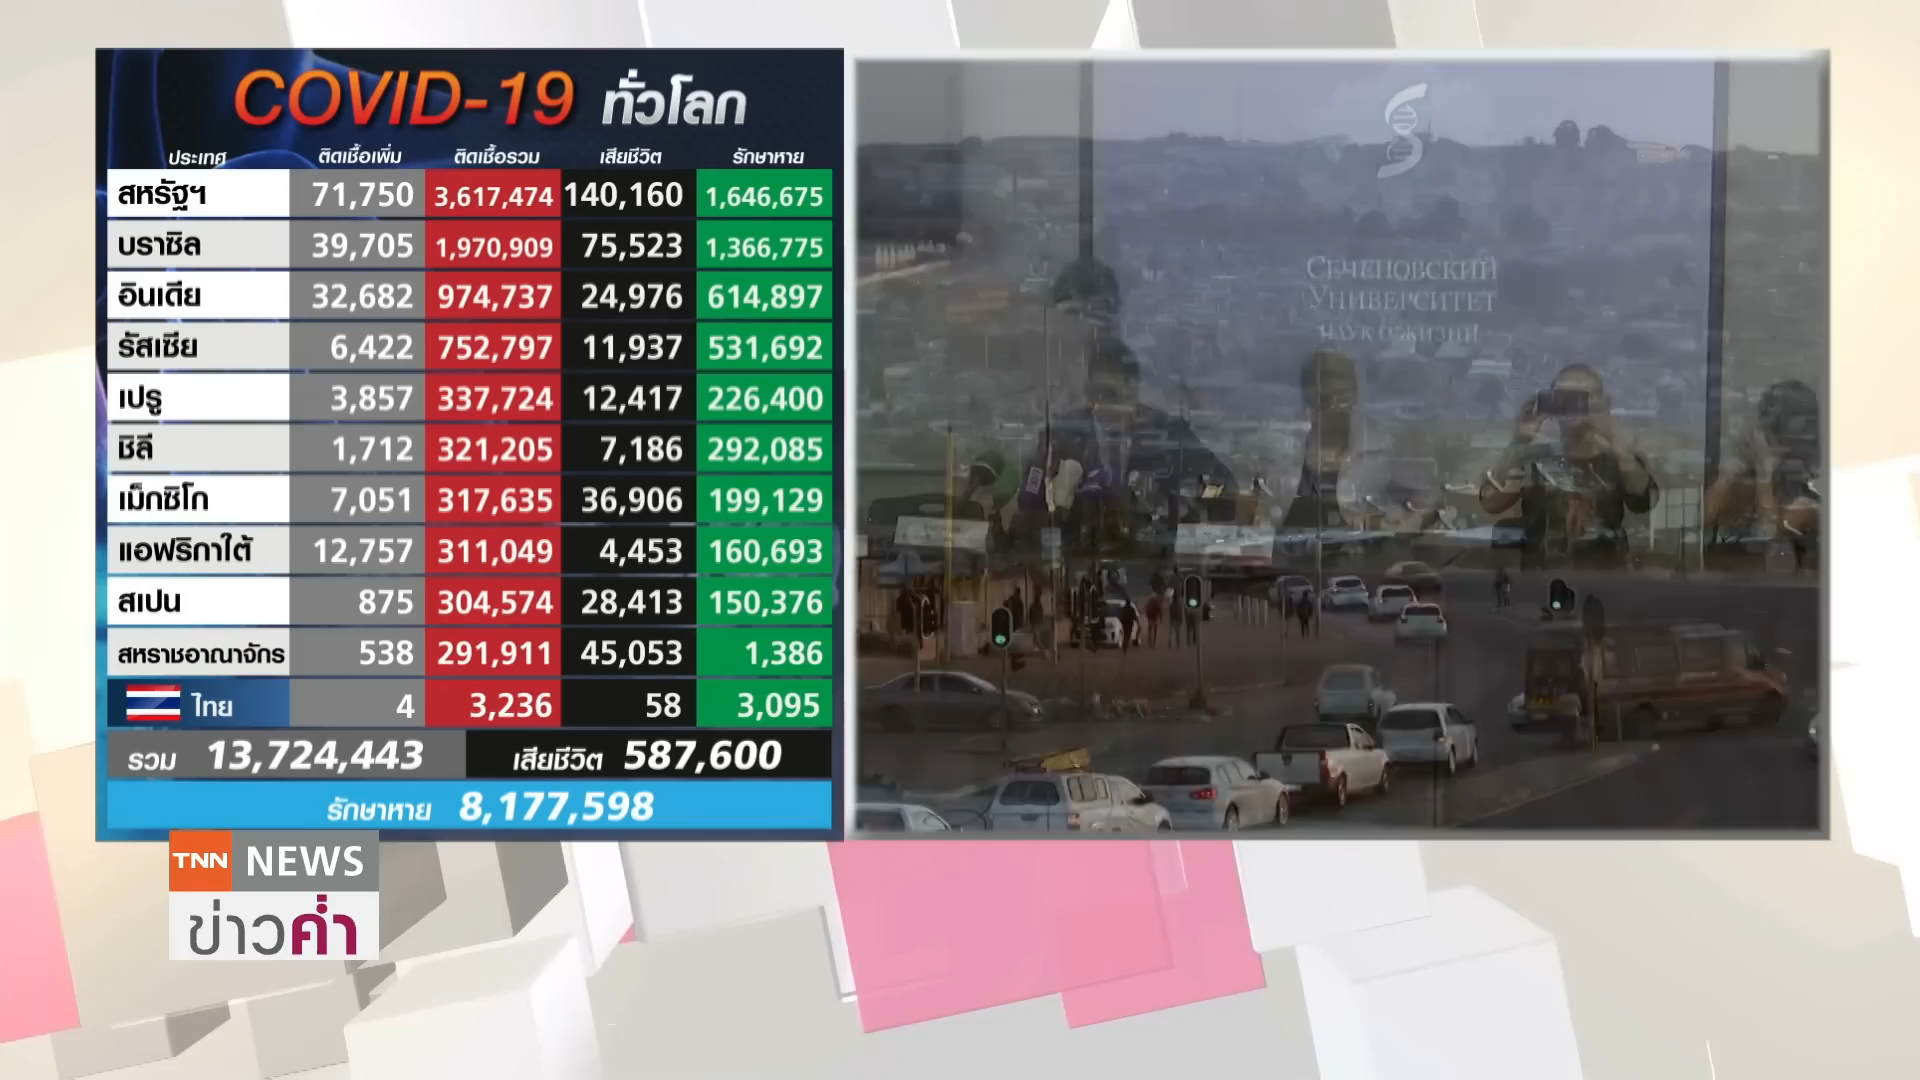 COVID-19 ทั่วโลก
ประเทศ ติดเชื้อเพิ่ม ติดเชื้อรวม เสียชีวิต รักษาหาย
สหรัฐฯ 71,750 3,617,474 140,160 1,646,675
บราซิล 39,705 1,970,909 75,523 1,366,775
อินเดีย 32,682 974,737 24,976 614,897
รัสเซีย 6,422 752,797 11,937 531,692
เปรู 3,857 337,724 12,417 226,400
ชิลี 1,712 321,205 7,186 292,085
เม็กซิโก 7,051 317,635 36,906 199,129
แอฟริกาใต้ 12,757 311,049 4,453 160,693
สเปน 875 304,574 28,413 150,376
สหราชอาณาจักร 538 291,911 45,053 1,386
ไทย 4 3,236 58 3,095
รวม 13,724,443 เสียชีวิต 587,600
รักษาหาย 8,177,598
TNN NEWS
ข่าวค่ำ
СЕЧЕНОВСКИЙ
УНИВЕРСИТЕТ